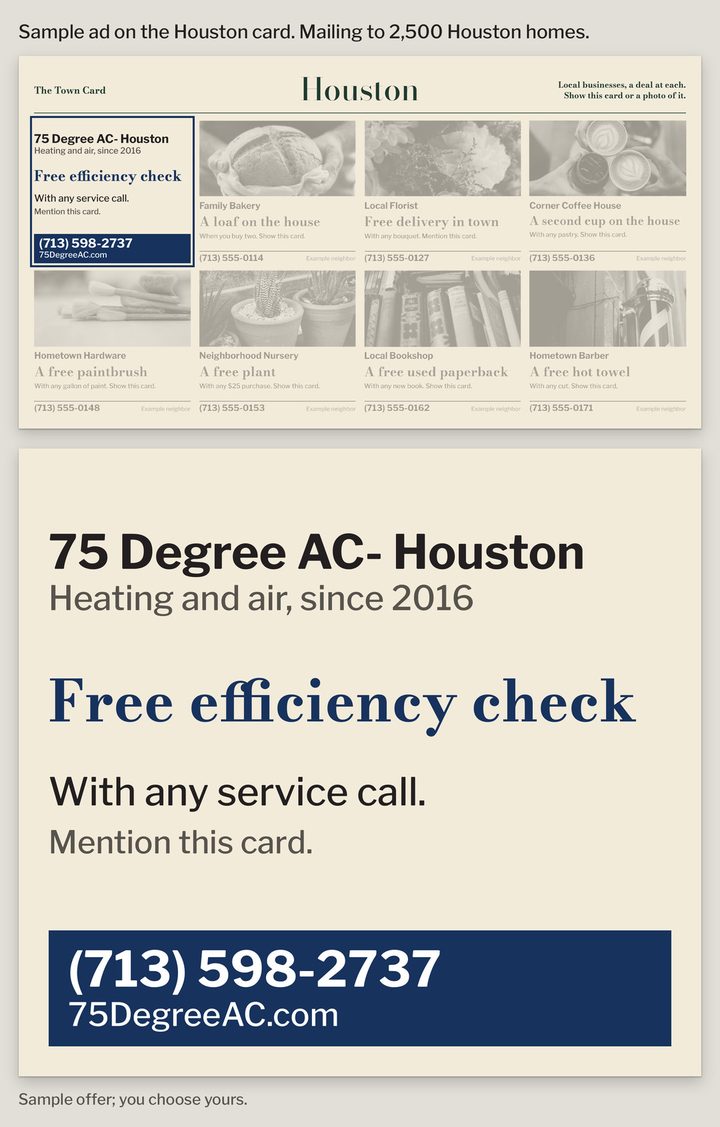 Sample ad on the Houston card. Mailing to 2,500 Houston homes.
The Town Card
Houston
Local businesses, a deal at each.
Show this card or a photo of it.
75 Degree AC- Houston
Heating and air, since 2016
Free efficiency check
With any service call.
Mention this card.
(713) 598-2737
75DegreeAC.com
Family Bakery
A loaf on the house
When you buy two. Show this card.
(713) 555-0114
Example neighbor
Local Florist
Free delivery in town
With any bouquet. Mention this card.
(713) 555-0127
Example neighbor
Corner Coffee House
A second cup on the house
With any pastry. Show this card.
(713) 555-0136
Example neighbor
Hometown Hardware
A free paintbrush
With any gallon of paint. Show this card.
(713) 555-0148
Example neighbor
Neighborhood Nursery
A free plant
With any $25 purchase. Show this card.
(713) 555-0153
Example neighbor
Local Bookshop
A free used paperback
With any new book. Show this card.
(713) 555-0162
Example neighbor
Hometown Barber
A free hot towel
With any cut. Show this card.
(713) 555-0171
Example neighbor
75 Degree AC- Houston
Heating and air, since 2016
Free efficiency check
With any service call.
Mention this card.
(713) 598-2737
75DegreeAC.com
Sample offer; you choose yours.